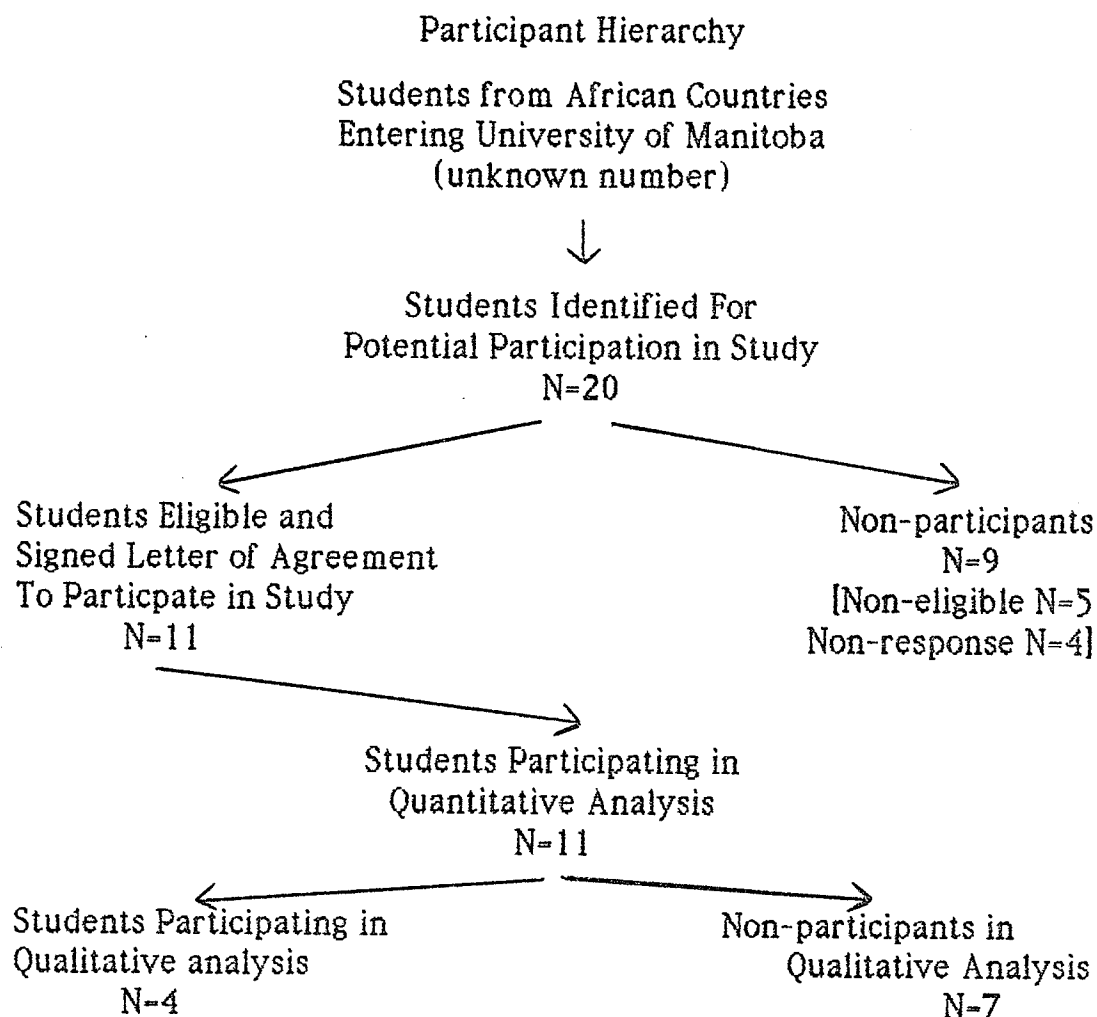 Participant Hierarchy
Students from African Countries
Entering University of Manitoba
(unknown number)
Students Identified For
Potential Participation in Study
N=20
Students Eligible and
Signed Letter of Agreement
To Particpate in Study
N=11
Non-participants
N=9
[Non-eligible N=5
Non-response N=4]
Students Participating in
Quantitative Analysis
N=11
Students Participating in
Qualitative analysis
N=4
Non-participants in
Qualitative Analysis
N=7